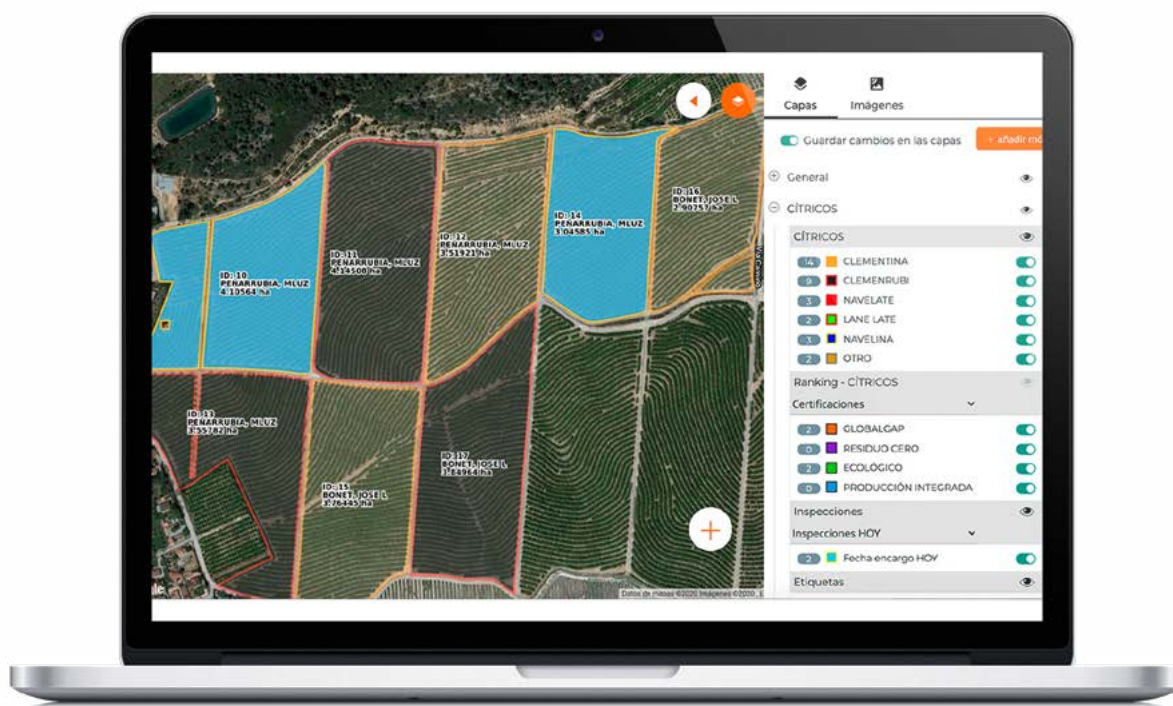 Capas
Imágenes
Guardar cambios en las capas
+ añadir mó
General
CÍTRICOS
CÍTRICOS
14 CLEMENTINA
9 CLEMENRUBI
3 NAVELATE
2 LANE LATE
3 NAVELINA
2 OTRO
Ranking - CÍTRICOS
Certificaciones
2 GLOBALGAP
0 RESIDUO CERO
2 ECOLÓGICO
0 PRODUCCIÓN INTEGRADA
Inspecciones
Inspecciones HOY
2 Fecha encargo HOY
Etiquetas
ID: 10
PEÑARRUBIA, MLUZ
4.10564 ha
ID: 11
PEÑARRUBIA, MLUZ
4.14508 ha
ID: 12
PEÑARRUBIA, MLUZ
3.51921 ha
ID: 14
PEÑARRUBIA, MLUZ
3.04585 ha
ID: 16
BONET, JOSE L
2.90757 ha
ID: 13
PEÑARRUBIA, MLUZ
3.55782 ha
ID: 15
BONET, JOSE L
3.76445 ha
ID: 17
BONET, JOSE L
3.84964 ha
Datos de mapas ©2020 Imágenes ©2020